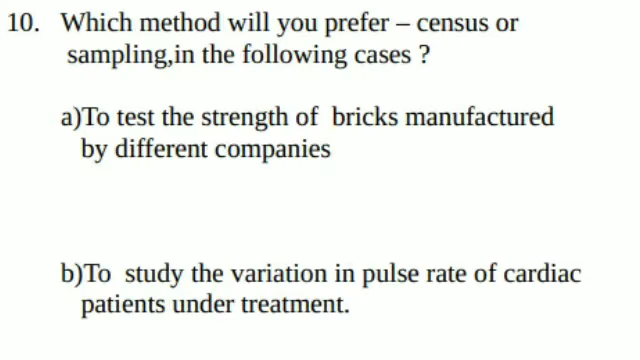 10. Which method will you prefer – census or
sampling,in the following cases ?
a)To test the strength of bricks manufactured
by different companies
b)To study the variation in pulse rate of cardiac
patients under treatment.